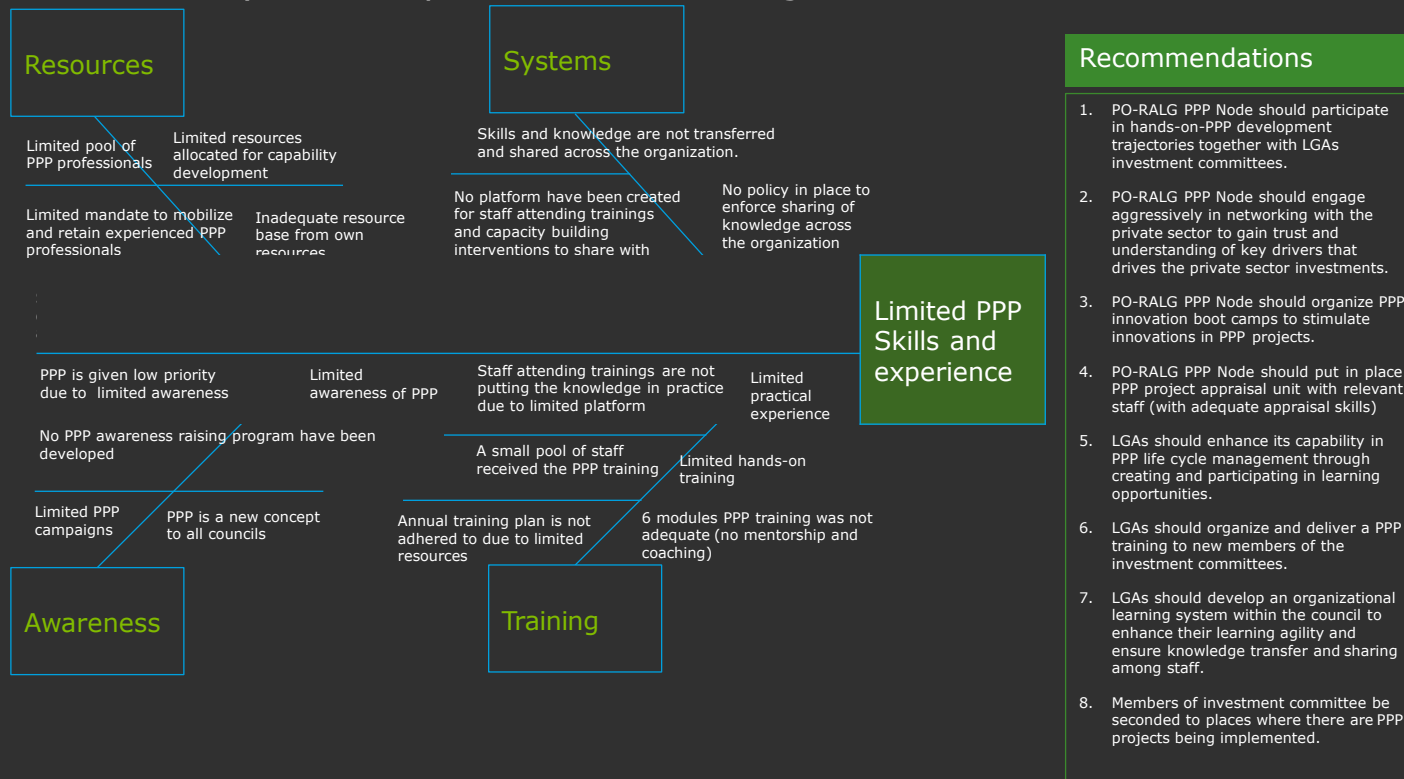 Resources
Systems
Limited pool of
PPP professionals
Limited resources
allocated for capability
development
Limited mandate to mobilize
and retain experienced PPP
professionals
Inadequate resource
base from own
resources
Skills and knowledge are not transferred
and shared across the organization.
No platform have been created
for staff attending trainings
and capacity building
interventions to share with
No policy in place to
enforce sharing of
knowledge across
the organization
Limited PPP
Skills and
experience
PPP is given low priority
due to limited awareness
Limited
awareness of PPP
No PPP awareness raising program have been
developed
Limited PPP
campaigns
PPP is a new concept
to all councils
Staff attending trainings are not
putting the knowledge in practice
due to limited platform
Limited
practical
experience
A small pool of staff
received the PPP training
Limited hands-on
training
Annual training plan is not
adhered to due to limited
resources
6 modules PPP training was not
adequate (no mentorship and
coaching)
Awareness
Training
Recommendations
1. PO-RALG PPP Node should participate
in hands-on-PPP development
trajectories together with LGAs
investment committees.
2. PO-RALG PPP Node should engage
aggressively in networking with the
private sector to gain trust and
understanding of key drivers that
drives the private sector investments.
3. PO-RALG PPP Node should organize PPP
innovation boot camps to stimulate
innovations in PPP projects.
4. PO-RALG PPP Node should put in place
PPP project appraisal unit with relevant
staff (with adequate appraisal skills)
5. LGAs should enhance its capability in
PPP life cycle management through
creating and participating in learning
opportunities.
6. LGAs should organize and deliver a PPP
training to new members of the
investment committees.
7. LGAs should develop an organizational
learning system within the council to
enhance their learning agility and
ensure knowledge transfer and sharing
among staff.
8. Members of investment committee be
seconded to places where there are PPP
projects being implemented.